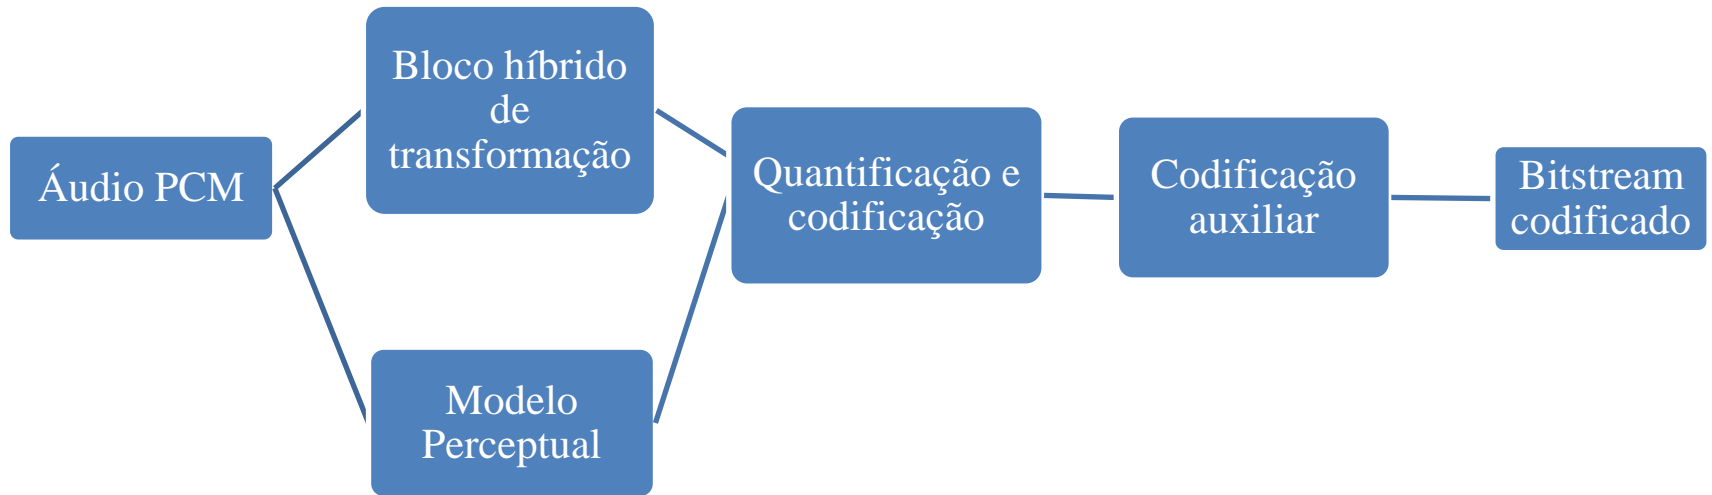 Áudio PCM
Bloco híbrido
de
transformação
Modelo
Perceptual
Quantificação e
codificação
Codificação
auxiliar
Bitstream
codificado